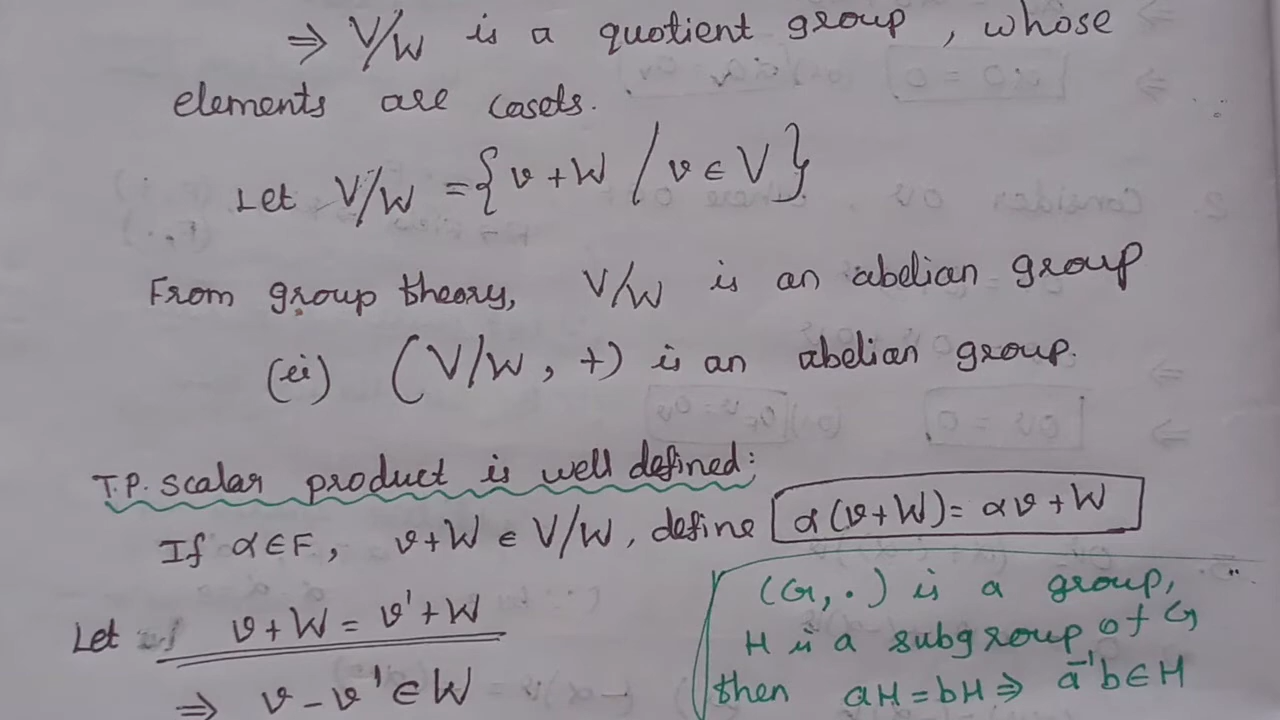 ⇒ V/W is a quotient group, whose
elements are cosets.
Let V/W = {v + W / v ∈ V}
From group theory, V/W is an abelian group
(ii) (V/W, +) is an abelian group.
T.P. scalar product is well defined:
If α ∈ F, v+W ∈ V/W, define α(v+W) = αv + W
Let v+W = v'+W
⇒ v - v' ∈ W
(G, .) is a group,
H is a subgroup of G
then aH = bH ⇒ a⁻¹b ∈ H